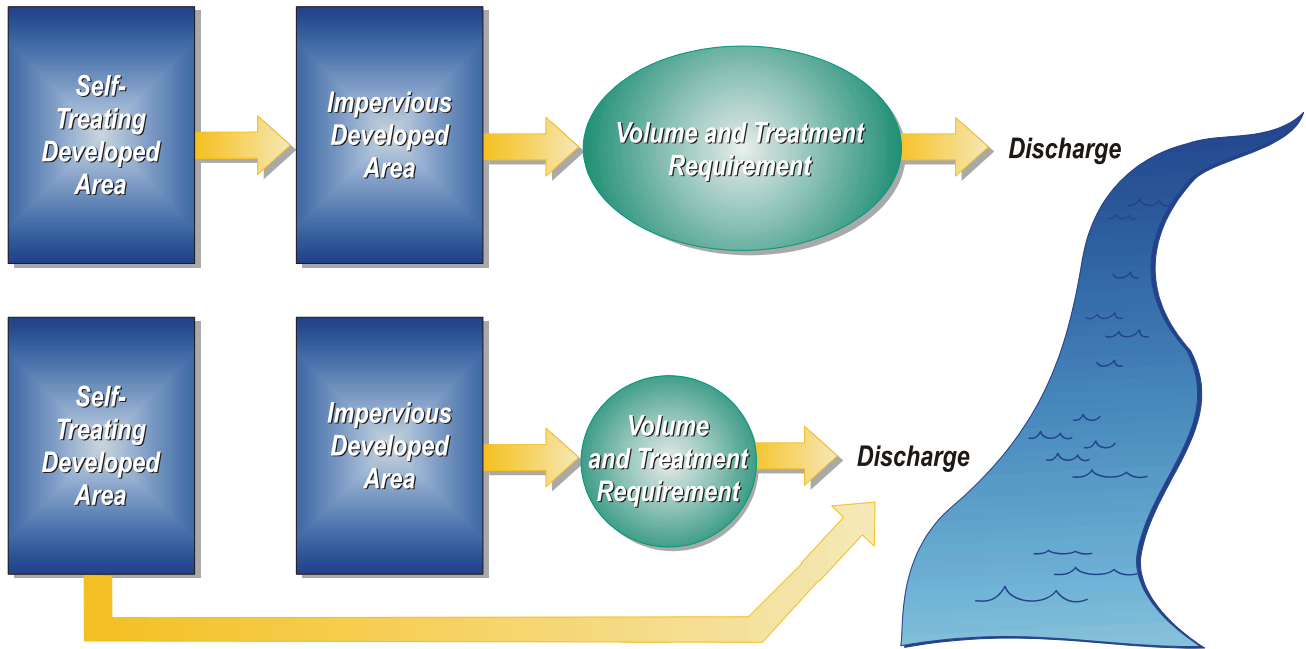 Self-
Treating
Developed
Area
Impervious
Developed
Area
Volume and Treatment
Requirement
Discharge
Self-
Treating
Developed
Area
Impervious
Developed
Area
Volume
and Treatment
Requirement
Discharge